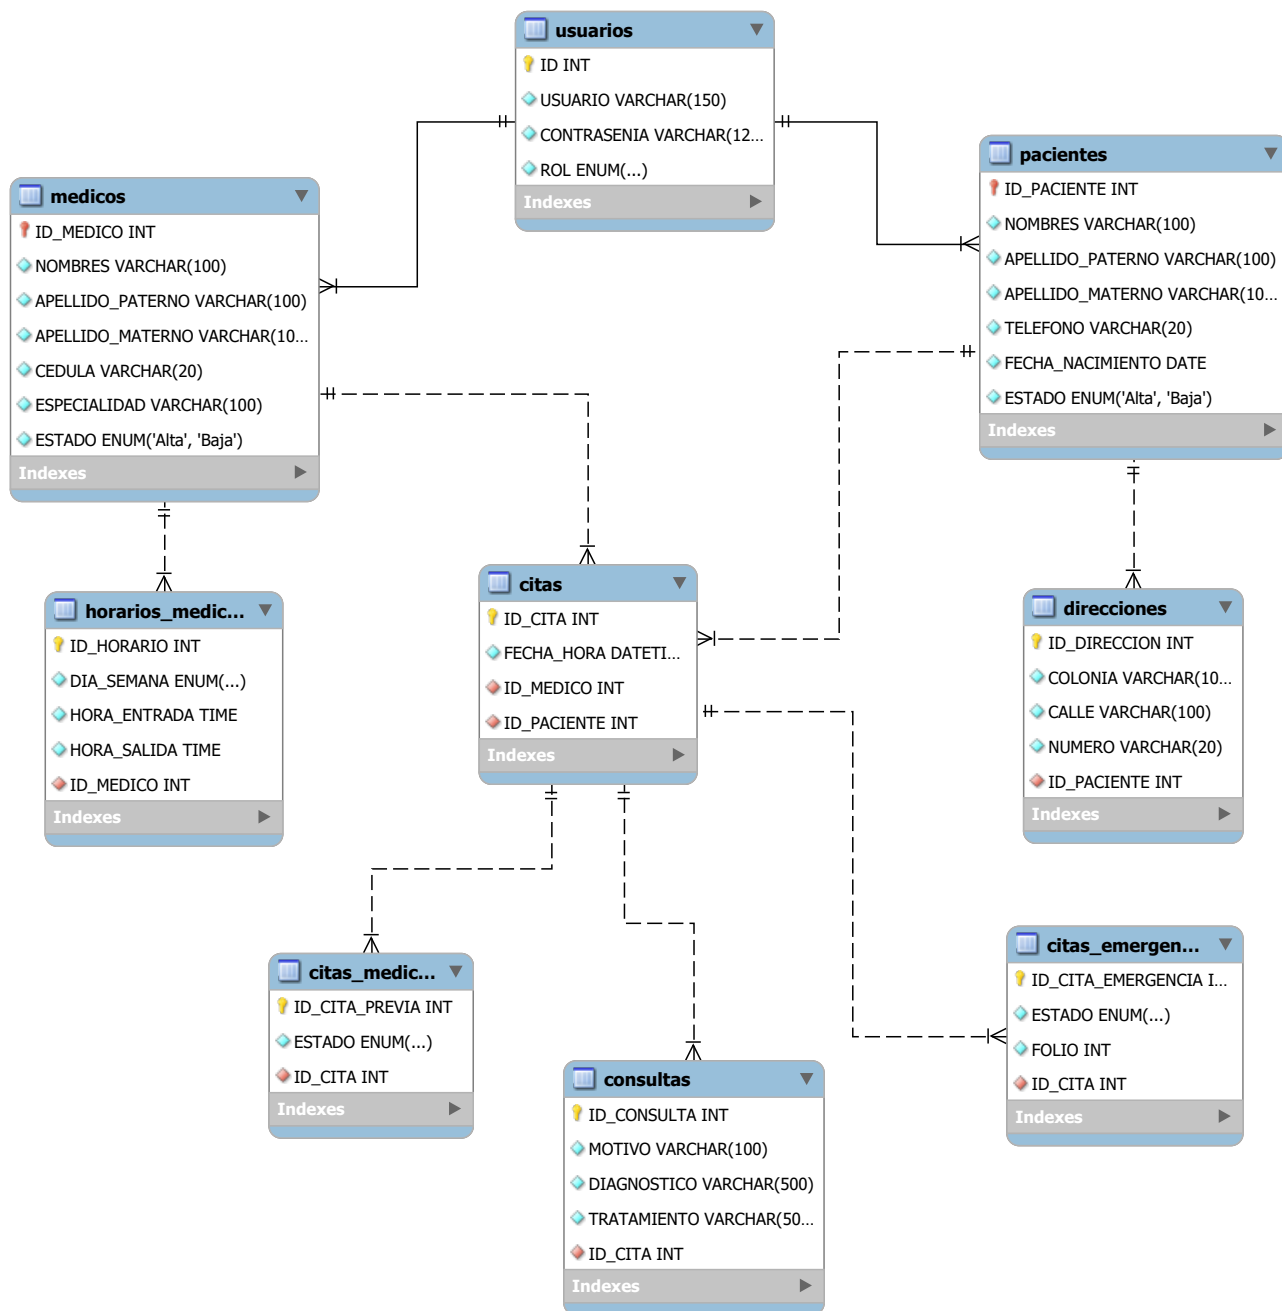 usuarios
ID INT
USUARIO VARCHAR(150)
CONTRASENIA VARCHAR(12...
ROL ENUM(...)
Indexes
medicos
ID_MEDICO INT
NOMBRES VARCHAR(100)
APELLIDO_PATERNO VARCHAR(100)
APELLIDO_MATERNO VARCHAR(10...
CEDULA VARCHAR(20)
ESPECIALIDAD VARCHAR(100)
ESTADO ENUM('Alta', 'Baja')
Indexes
pacientes
ID_PACIENTE INT
NOMBRES VARCHAR(100)
APELLIDO_PATERNO VARCHAR(100)
APELLIDO_MATERNO VARCHAR(10...
TELEFONO VARCHAR(20)
FECHA_NACIMIENTO DATE
ESTADO ENUM('Alta', 'Baja')
Indexes
horarios_medic...
ID_HORARIO INT
DIA_SEMANA ENUM(...)
HORA_ENTRADA TIME
HORA_SALIDA TIME
ID_MEDICO INT
Indexes
citas
ID_CITA INT
FECHA_HORA DATETI...
ID_MEDICO INT
ID_PACIENTE INT
Indexes
direcciones
ID_DIRECCION INT
COLONIA VARCHAR(10...
CALLE VARCHAR(100)
NUMERO VARCHAR(20)
ID_PACIENTE INT
Indexes
citas_medic...
ID_CITA_PREVIA INT
ESTADO ENUM(...)
ID_CITA INT
Indexes
consultas
ID_CONSULTA INT
MOTIVO VARCHAR(100)
DIAGNOSTICO VARCHAR(500)
TRATAMIENTO VARCHAR(50...
ID_CITA INT
Indexes
citas_emergen...
ID_CITA_EMERGENCIA I...
ESTADO ENUM(...)
FOLIO INT
ID_CITA INT
Indexes